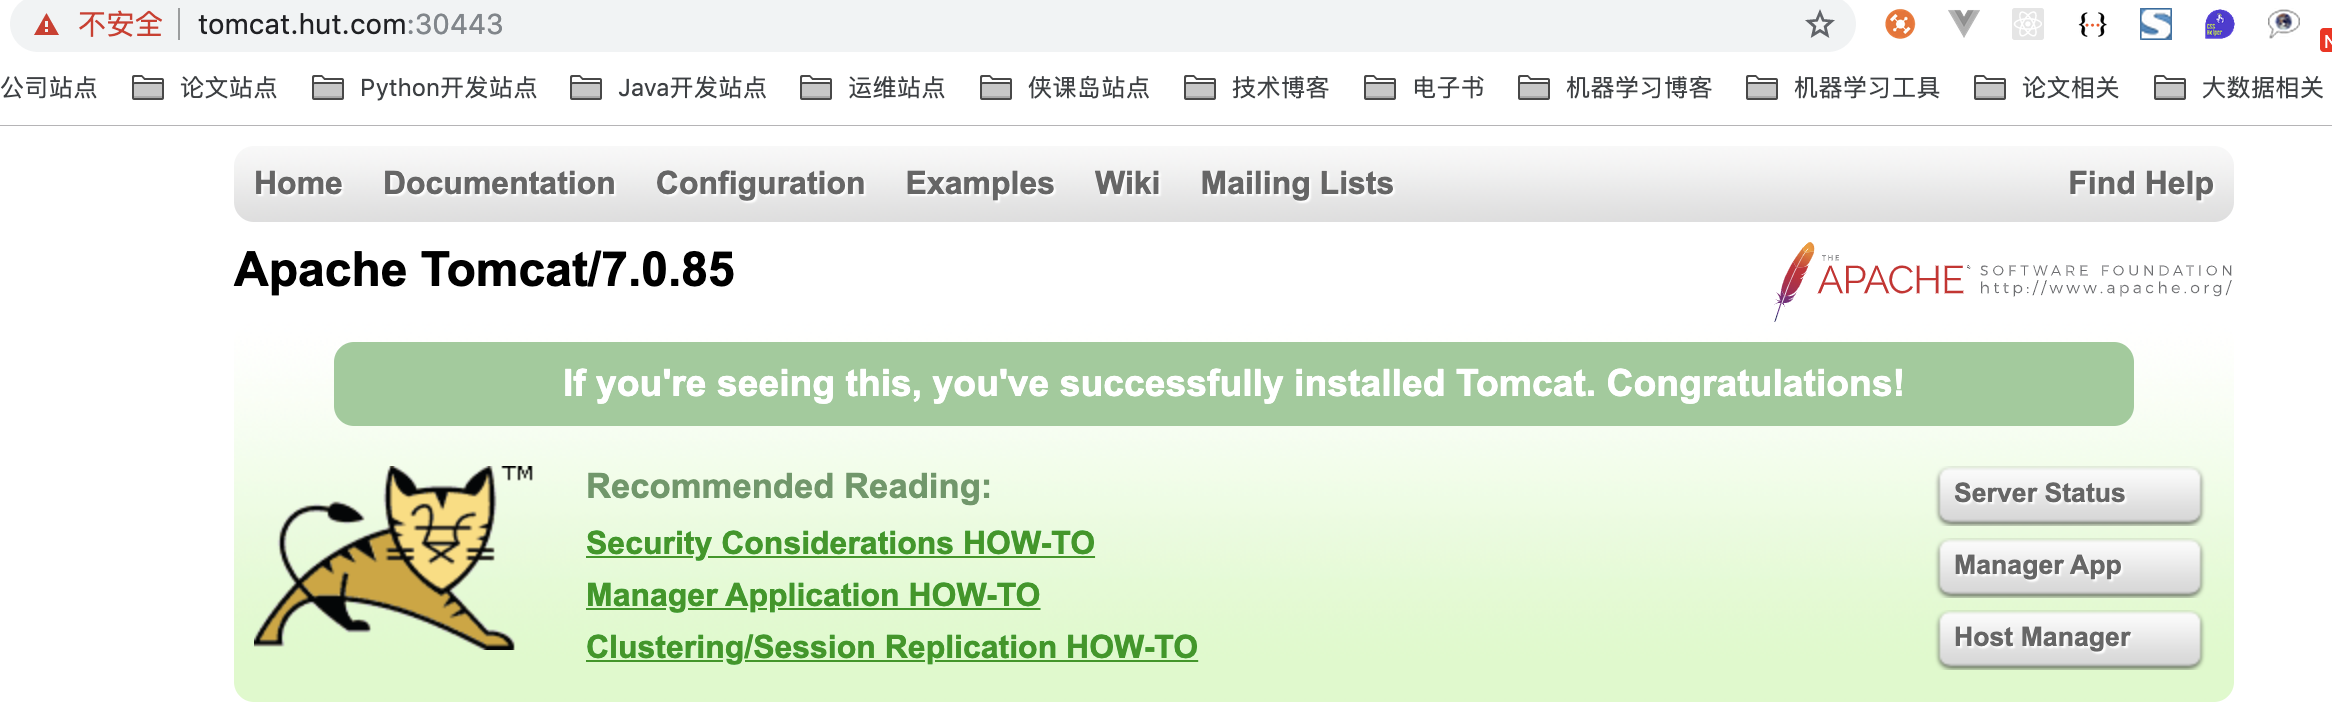 不安全 tomcat.hut.com:30443
公司站点 论文站点 Python开发站点 Java开发站点 运维站点 侠课岛站点 技术博客 电子书 机器学习博客 机器学习工具 论文相关 大数据相关
Home Documentation Configuration Examples Wiki Mailing Lists Find Help
Apache Tomcat/7.0.85
THE APACHE SOFTWARE FOUNDATION
http://www.apache.org/
If you're seeing this, you've successfully installed Tomcat. Congratulations!
TM
Recommended Reading:
Security Considerations HOW-TO
Manager Application HOW-TO
Clustering/Session Replication HOW-TO
Server Status
Manager App
Host Manager